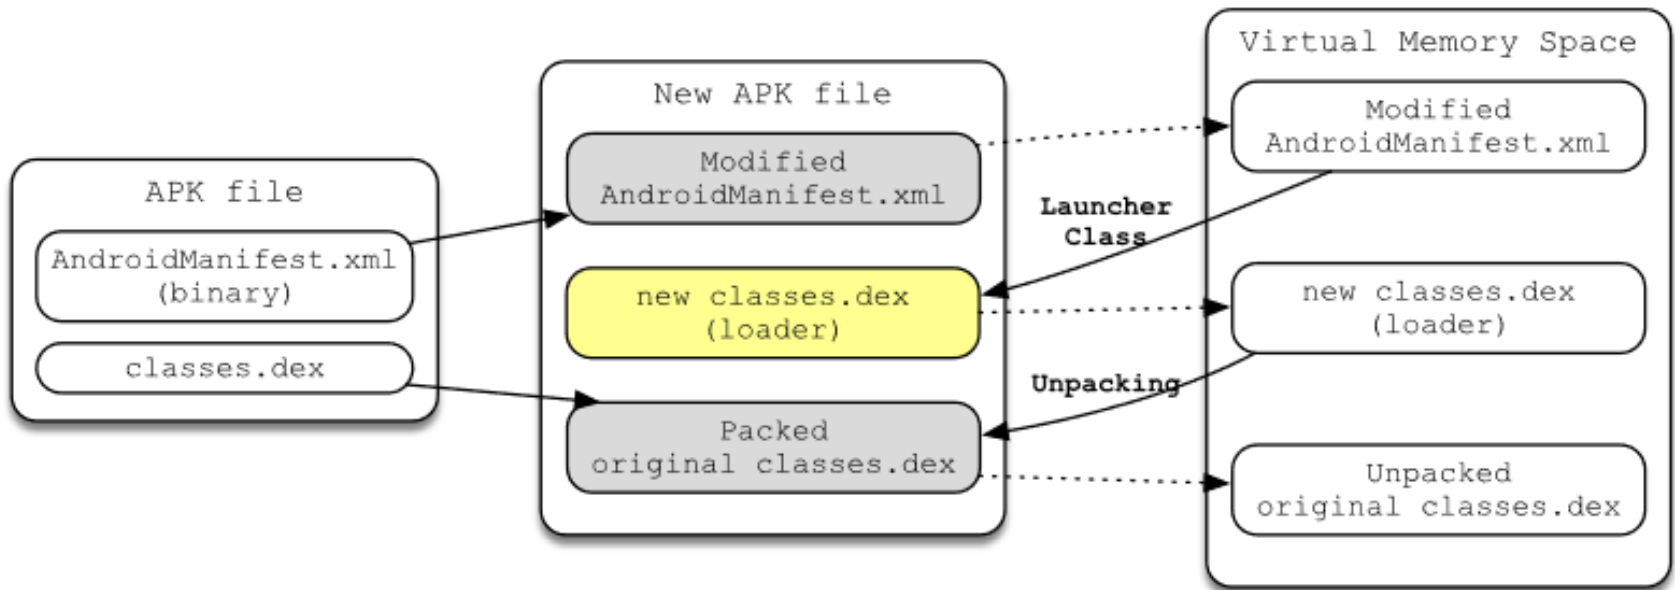 APK file
AndroidManifest.xml
(binary)
classes.dex
New APK file
Modified
AndroidManifest.xml
new classes.dex
(loader)
Packed
original classes.dex
Launcher
Class
Unpacking
Virtual Memory Space
Modified
AndroidManifest.xml
new classes.dex
(loader)
Unpacked
original classes.dex